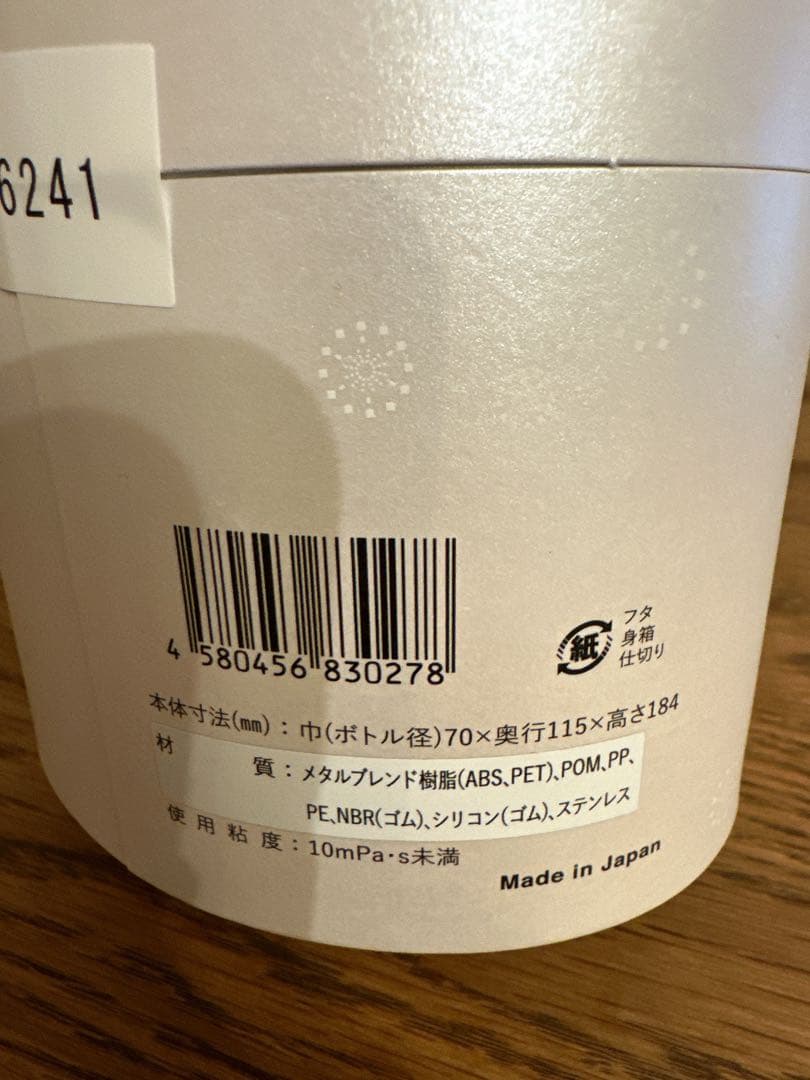 6241
4 580456 830278
紙
フタ
身箱
仕切り
本体寸法(㎜)：巾(ボトル径)70×奥行115×高さ184
材 質：メタルブレンド樹脂(ABS、PET)、POM、PP、
PE、NBR(ゴム)、シリコン(ゴム)、ステンレス
使用粘度：10mPa･s未満
Made in Japan